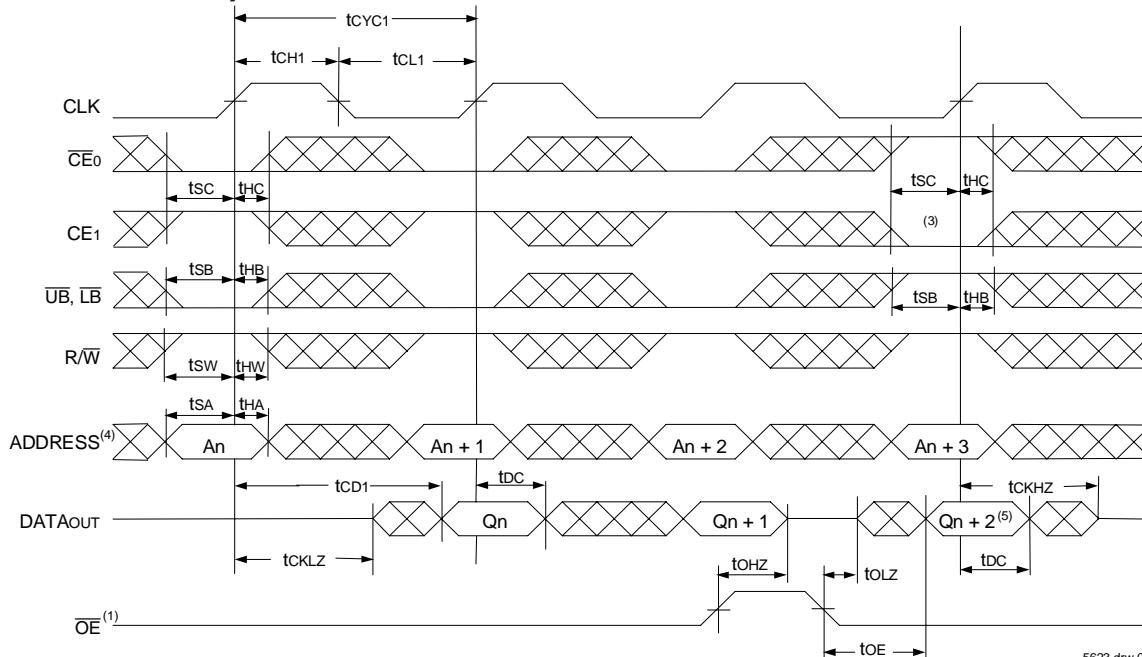 tCYC1
tCH1 tCL1
CLK
CE0
tSC tHC tSC tHC
CE1 (3)
tSB tHB
UB, LB
tSB tHB
R/W
tSW tHW
tSA tHA
ADDRESS(4) An An + 1 An + 2 An + 3
tCD1 tDC tCKHZ
DATAOUT Qn Qn + 1 Qn + 2(5)
tCKLZ tOHZ tOLZ tDC
OE(1)
tOE